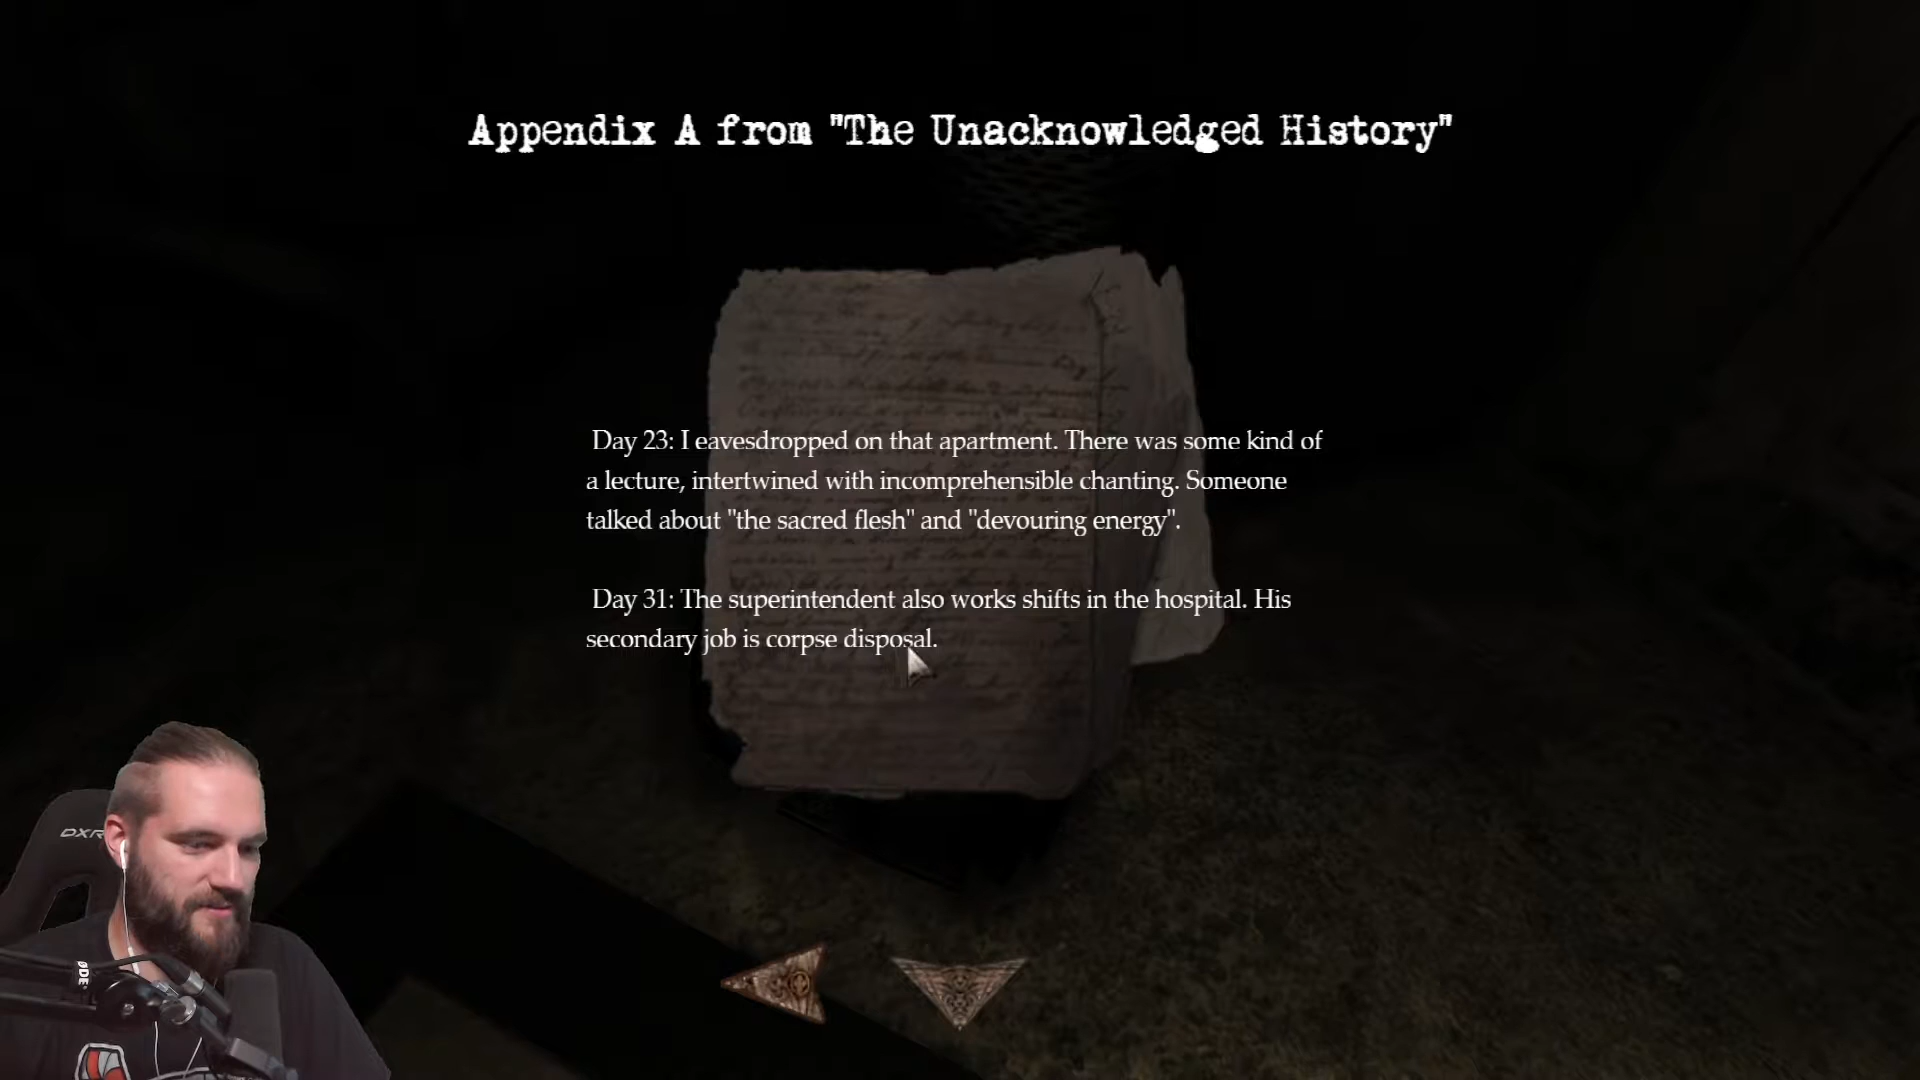 Appendix A from "The Unacknowledged History"
Day 23: I eavesdropped on that apartment. There was some kind of
a lecture, intertwined with incomprehensible chanting. Someone
talked about "the sacred flesh" and "devouring energy".
Day 31: The superintendent also works shifts in the hospital. His
secondary job is corpse disposal.
DXR